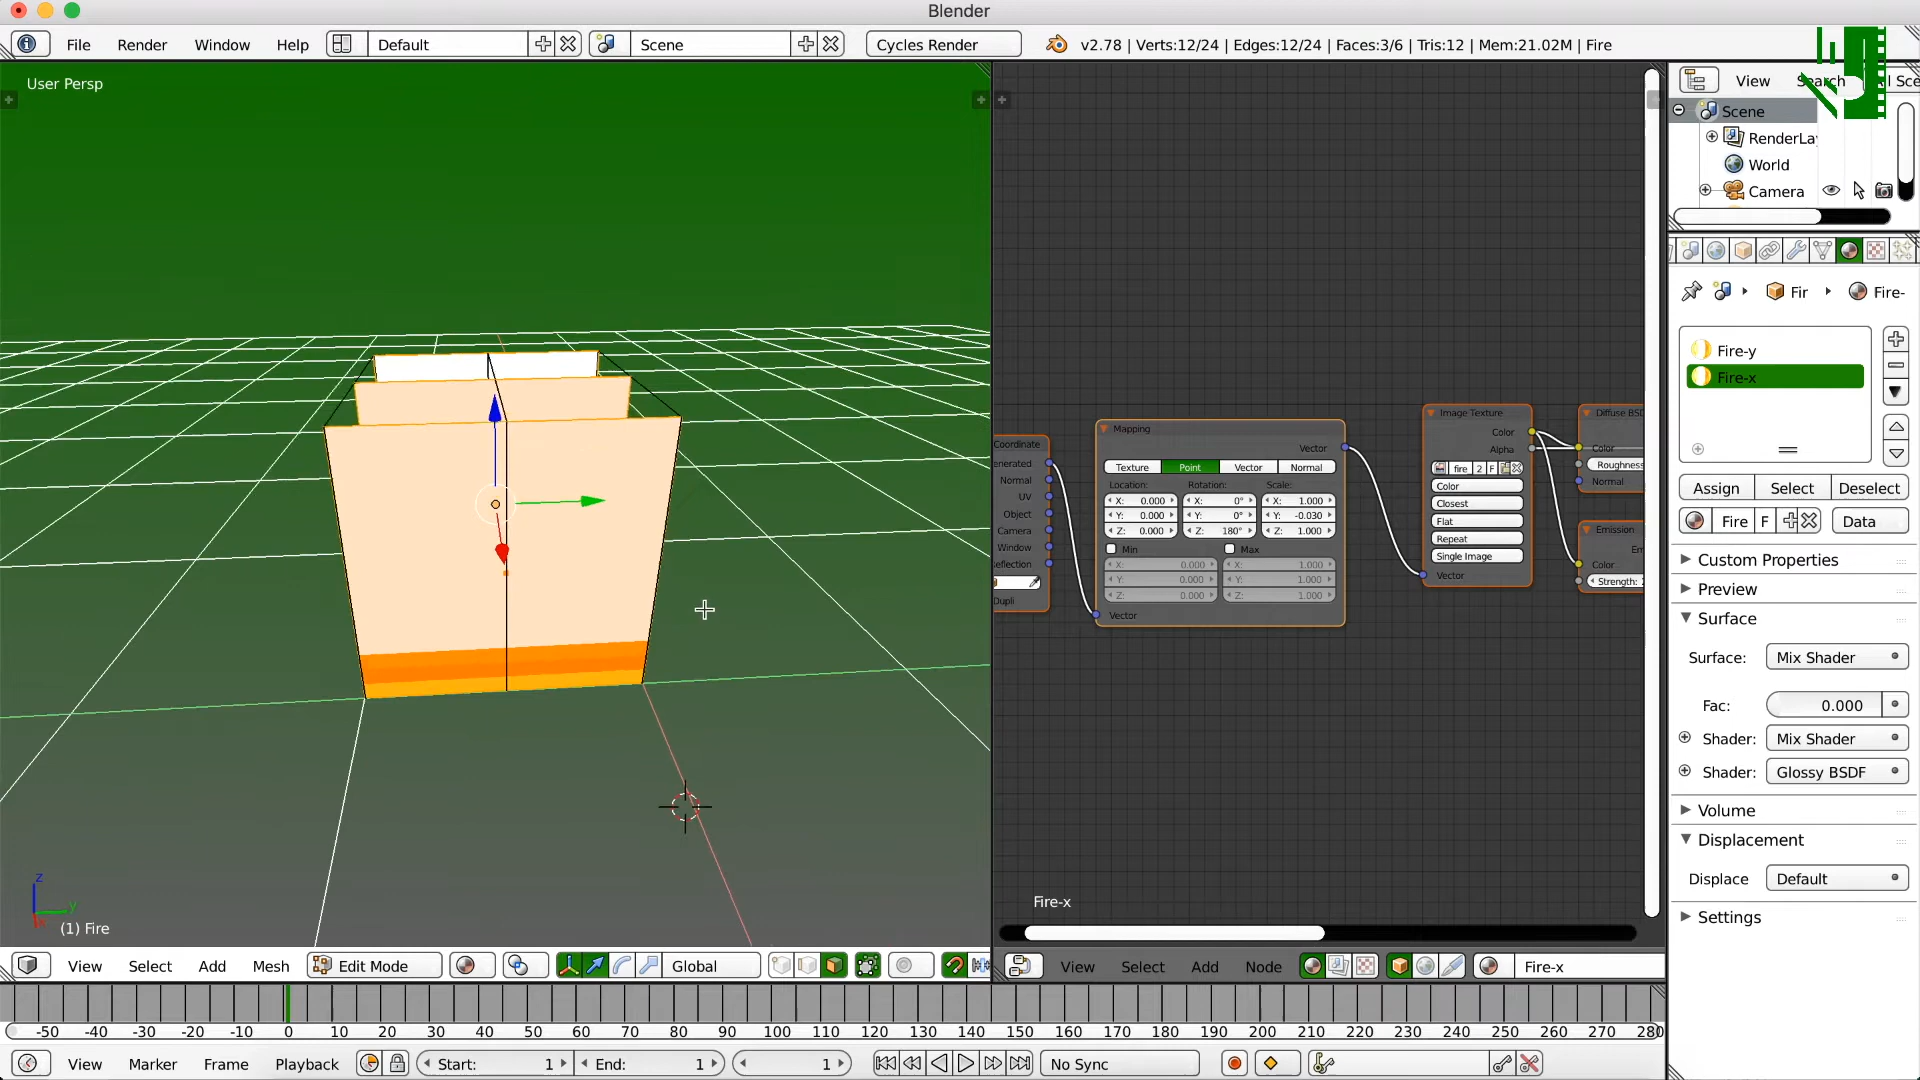 Blender
File Render Window Help Default Scene Cycles Render v2.78 | Verts:12/24 | Edges:12/24 | Faces:3/6 | Tris:12 | Mem:21.02M | Fire
User Persp
View Search All Sce
Scene
RenderLa
World
Camera
Fir Fire-
Fire-y
Fire-x
Assign Select Deselect
Fire F Data
Custom Properties
Preview
Surface
Surface: Mix Shader
Fac: 0.000
Shader: Mix Shader
Shader: Glossy BSDF
Volume
Displacement
Displace Default
Settings
Coordinate
enerated
Normal
UV
Object
Camera
Window
eflection
Dupli
Mapping
Vector
Texture Point Vector Normal
Location: Rotation: Scale:
X: 0.000 X: 0° X: 1.000
Y: 0.000 Y: 0° Y: -0.030
Z: 0.000 Z: 180° Z: 1.000
Min Max
X: 0.000 X: 1.000
Y: 0.000 Y: 1.000
Z: 0.000 Z: 1.000
Vector
Image Texture
Color
Alpha
fire 2 F
Color
Closest
Flat
Repeat
Single Image
Vector
Diffuse BSD
Color
Roughness
Normal
Emission
Em
Color
Strength:
Fire-x
z
y
x
(1) Fire
View Select Add Mesh Edit Mode Global
View Select Add Node Fire-x
-50 -40 -30 -20 -10 0 10 20 30 40 50 60 70 80 90 100 110 120 130 140 150 160 170 180 190 200 210 220 230 240 250 260 270 280
View Marker Frame Playback Start: 1 End: 1 1 No Sync